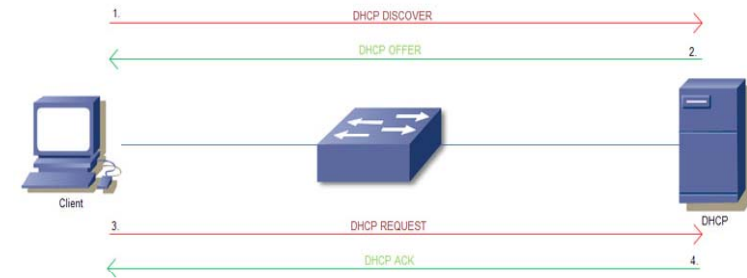 1. DHCP DISCOVER
DHCP OFFER 2.
Client
DHCP
3. DHCP REQUEST
DHCP ACK 4.